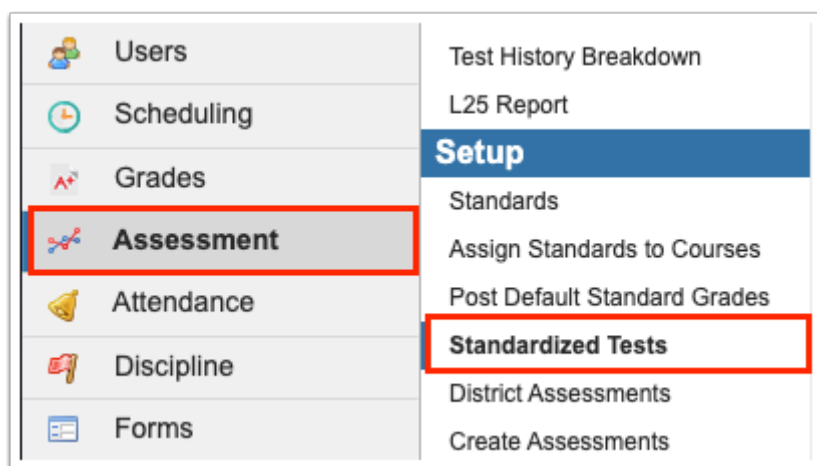 Users
Scheduling
A+
Grades
Assessment
Attendance
Discipline
Forms
Test History Breakdown
L25 Report
Setup
Standards
Assign Standards to Courses
Post Default Standard Grades
Standardized Tests
District Assessments
Create Assessments